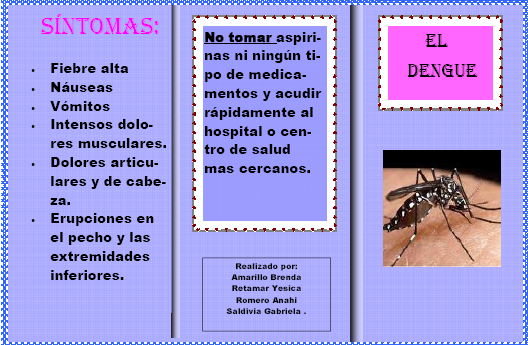 SÍNTOMAS:
Fiebre alta
Náuseas
Vómitos
Intensos dolo-
res musculares.
Dolores articu-
lares y de cabe-
za.
Erupciones en
el pecho y las
extremidades
inferiores.
No tomar aspiri-
nas ni ningún ti-
po de medica-
mentos y acudir
rápidamente al
hospital o cen-
tro de salud
mas cercanos.
Realizado por:
Amarillo Brenda
Retamar Yesica
Romero Anahí
Saldivia Gabriela .
EL
DENGUE